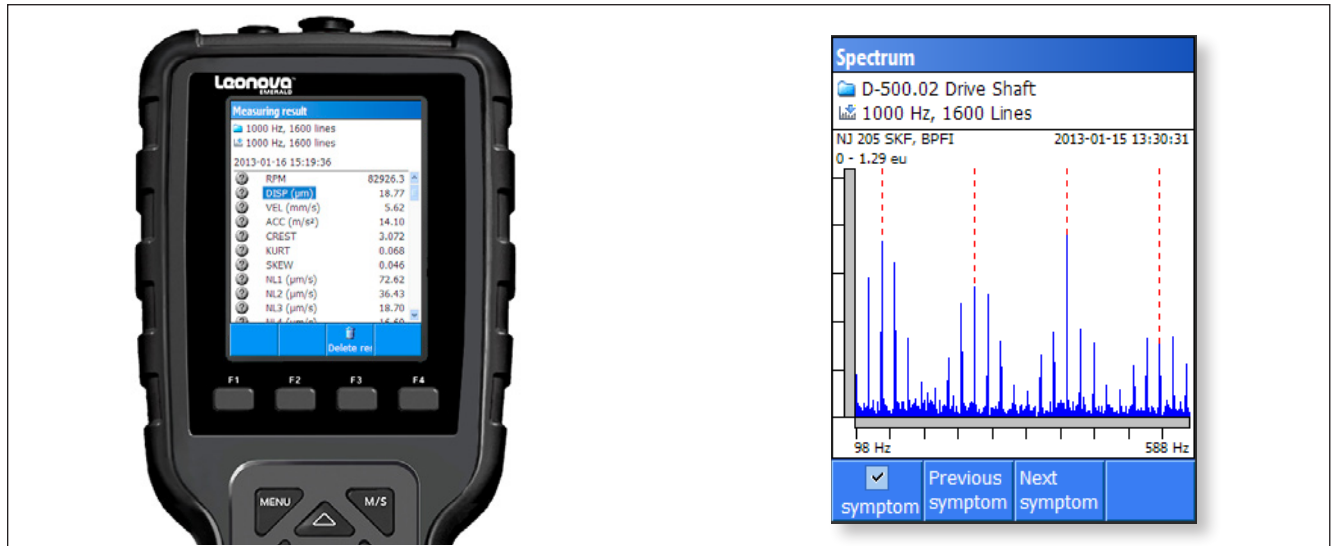 Leonova
EMERALD
Measuring result
1000 Hz, 1600 lines
1000 Hz, 1600 lines
2013-01-16 15:19:36
RPM 82926.3
DISP (µm) 18.77
VEL (mm/s) 5.62
ACC (m/s²) 14.10
CREST 3.072
KURT 0.068
SKEW 0.046
NL1 (µm/s) 72.62
NL2 (µm/s) 36.43
NL3 (µm/s) 18.70
Delete res
F1 F2 F3 F4
MENU M/S
Spectrum
D-500.02 Drive Shaft
1000 Hz, 1600 Lines
NJ 205 SKF, BPFI 2013-01-15 13:30:31
0 - 1.29 eu
98 Hz 588 Hz
symptom Previous symptom Next symptom